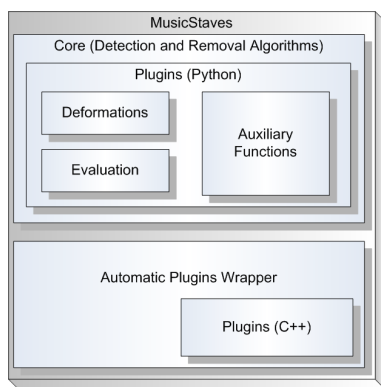 MusicStaves
Core (Detection and Removal Algorithms)
Plugins (Python)
Deformations
Evaluation
Auxiliary
Functions
Automatic Plugins Wrapper
Plugins (C++)